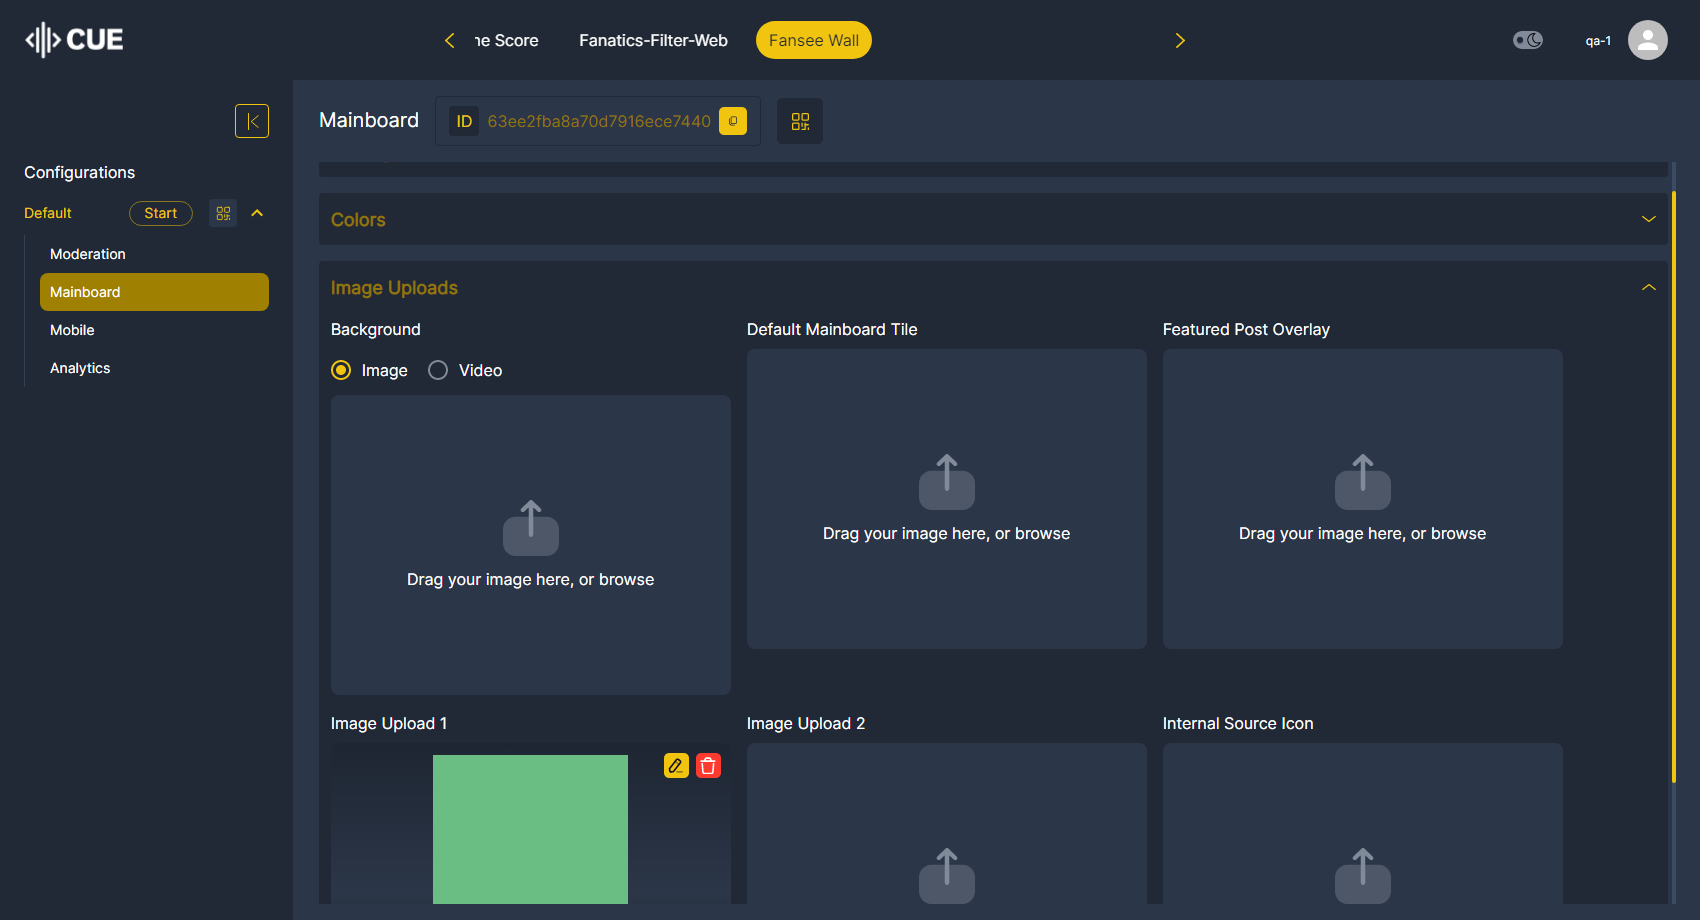 CUE
ne Score
Fanatics-Filter-Web
Fansee Wall
qa-1
Mainboard
ID
63ee2fba8a70d7916ece7440
Configurations
Default
Start
Moderation
Mainboard
Mobile
Analytics
Colors
Image Uploads
Background
Default Mainboard Tile
Featured Post Overlay
Image
Video
Drag your image here, or browse
Drag your image here, or browse
Drag your image here, or browse
Image Upload 1
Image Upload 2
Internal Source Icon